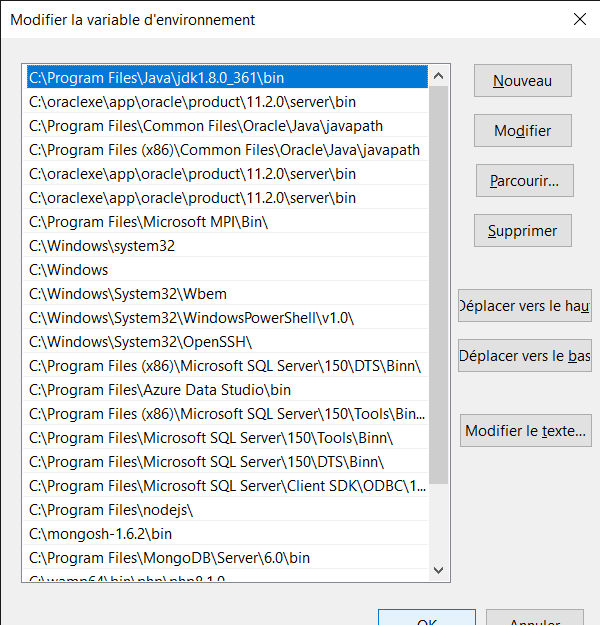 Modifier la variable d'environnement
C:\Program Files\Java\jdk1.8.0_361\bin
C:\oraclexe\app\oracle\product\11.2.0\server\bin
C:\Program Files\Common Files\Oracle\Java\javapath
C:\Program Files (x86)\Common Files\Oracle\Java\javapath
C:\oraclexe\app\oracle\product\11.2.0\server\bin
C:\oraclexe\app\oracle\product\11.2.0\server\bin
C:\Program Files\Microsoft MPI\Bin\
C:\Windows\system32
C:\Windows
C:\Windows\System32\Wbem
C:\Windows\System32\WindowsPowerShell\v1.0\
C:\Windows\System32\OpenSSH\
C:\Program Files (x86)\Microsoft SQL Server\150\DTS\Binn\
C:\Program Files\Azure Data Studio\bin
C:\Program Files (x86)\Microsoft SQL Server\150\Tools\Bin...
C:\Program Files\Microsoft SQL Server\150\Tools\Binn\
C:\Program Files\Microsoft SQL Server\150\DTS\Binn\
C:\Program Files\Microsoft SQL Server\Client SDK\ODBC\1...
C:\Program Files\nodejs\
C:\mongosh-1.6.2\bin
C:\Program Files\MongoDB\Server\6.0\bin
C:\wamp64\bin\php\php8.1.0
Nouveau
Modifier
Parcourir...
Supprimer
Déplacer vers le hau
Déplacer vers le bas
Modifier le texte...
OK
Annuler